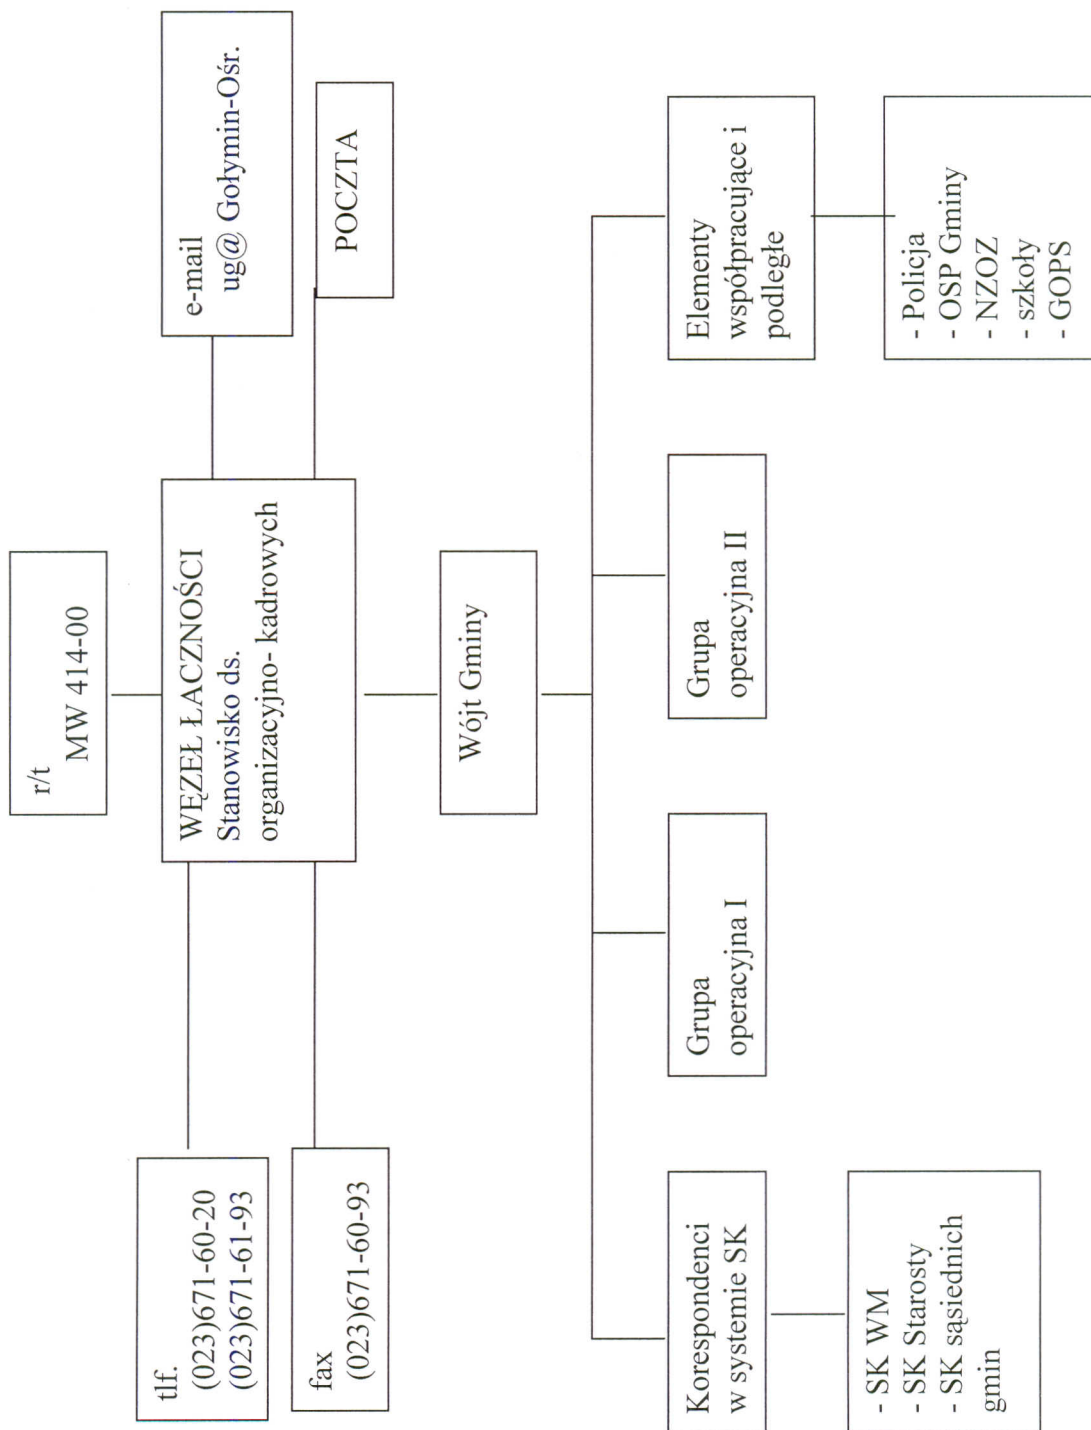 r/t
MW 414-00
tlf.
(023)671-60-20
(023)671-61-93
fax
(023)671-60-93
WĘZEŁ ŁACZNOŚCI
Stanowisko ds.
organizacyjno- kadrowych
e-mail
ug@ Gołymin-Ośr.
POCZTA
Wójt Gminy
Korespondenci
w systemie SK
Grupa
operacyjna I
Grupa
operacyjna II
Elementy
współpracujące i
podległe
- SK WM
- SK Starosty
- SK sąsiednich
gmin
- Policja
- OSP Gminy
- NZOZ
- szkoły
- GOPS